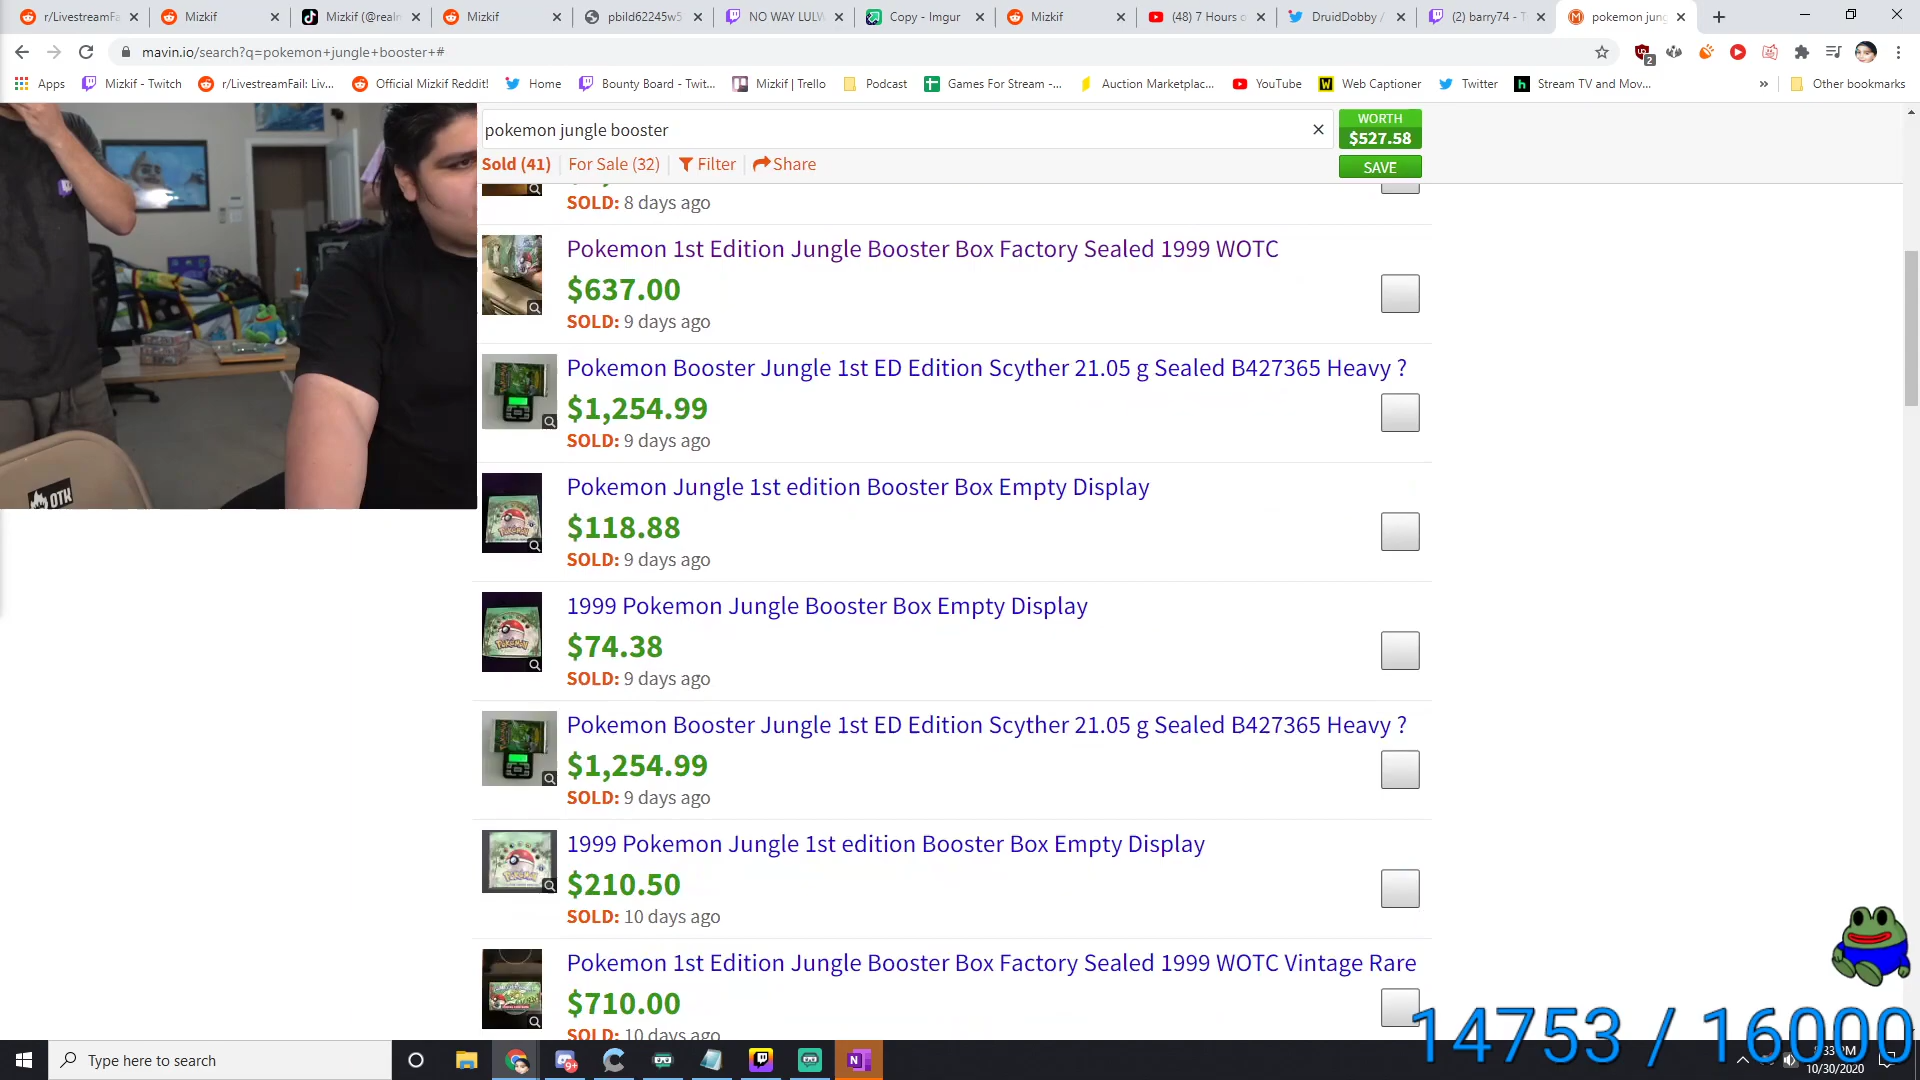 r/LivestreamFa
Mizkif
Mizkif (@realn
Mizkif
pbild62245w5
NO WAY LULW
Copy - Imgur
Mizkif
(48) 7 Hours o
DruidDobby /
(2) barry74 - T
pokemon jung
mavin.io/search?q=pokemon+jungle+booster+#
2
Apps
Mizkif - Twitch
r/LivestreamFail: Liv...
Official Mizkif Reddit!
Home
Bounty Board - Twit...
Mizkif | Trello
Podcast
Games For Stream -...
Auction Marketplac...
YouTube
Web Captioner
Twitter
Stream TV and Mov...
»
Other bookmarks
pokemon jungle booster
WORTH
$527.58
Sold (41)
For Sale (32)
Filter
Share
SAVE
SOLD: 8 days ago
Pokemon 1st Edition Jungle Booster Box Factory Sealed 1999 WOTC
$637.00
SOLD: 9 days ago
Pokemon Booster Jungle 1st ED Edition Scyther 21.05 g Sealed B427365 Heavy ?
$1,254.99
SOLD: 9 days ago
Pokemon Jungle 1st edition Booster Box Empty Display
$118.88
SOLD: 9 days ago
1999 Pokemon Jungle Booster Box Empty Display
$74.38
SOLD: 9 days ago
Pokemon Booster Jungle 1st ED Edition Scyther 21.05 g Sealed B427365 Heavy ?
$1,254.99
SOLD: 9 days ago
1999 Pokemon Jungle 1st edition Booster Box Empty Display
$210.50
SOLD: 10 days ago
Pokemon 1st Edition Jungle Booster Box Factory Sealed 1999 WOTC Vintage Rare
$710.00
SOLD: 10 days ago
OTK
14753 / 16000
Type here to search
9+
:33 PM
10/30/2020